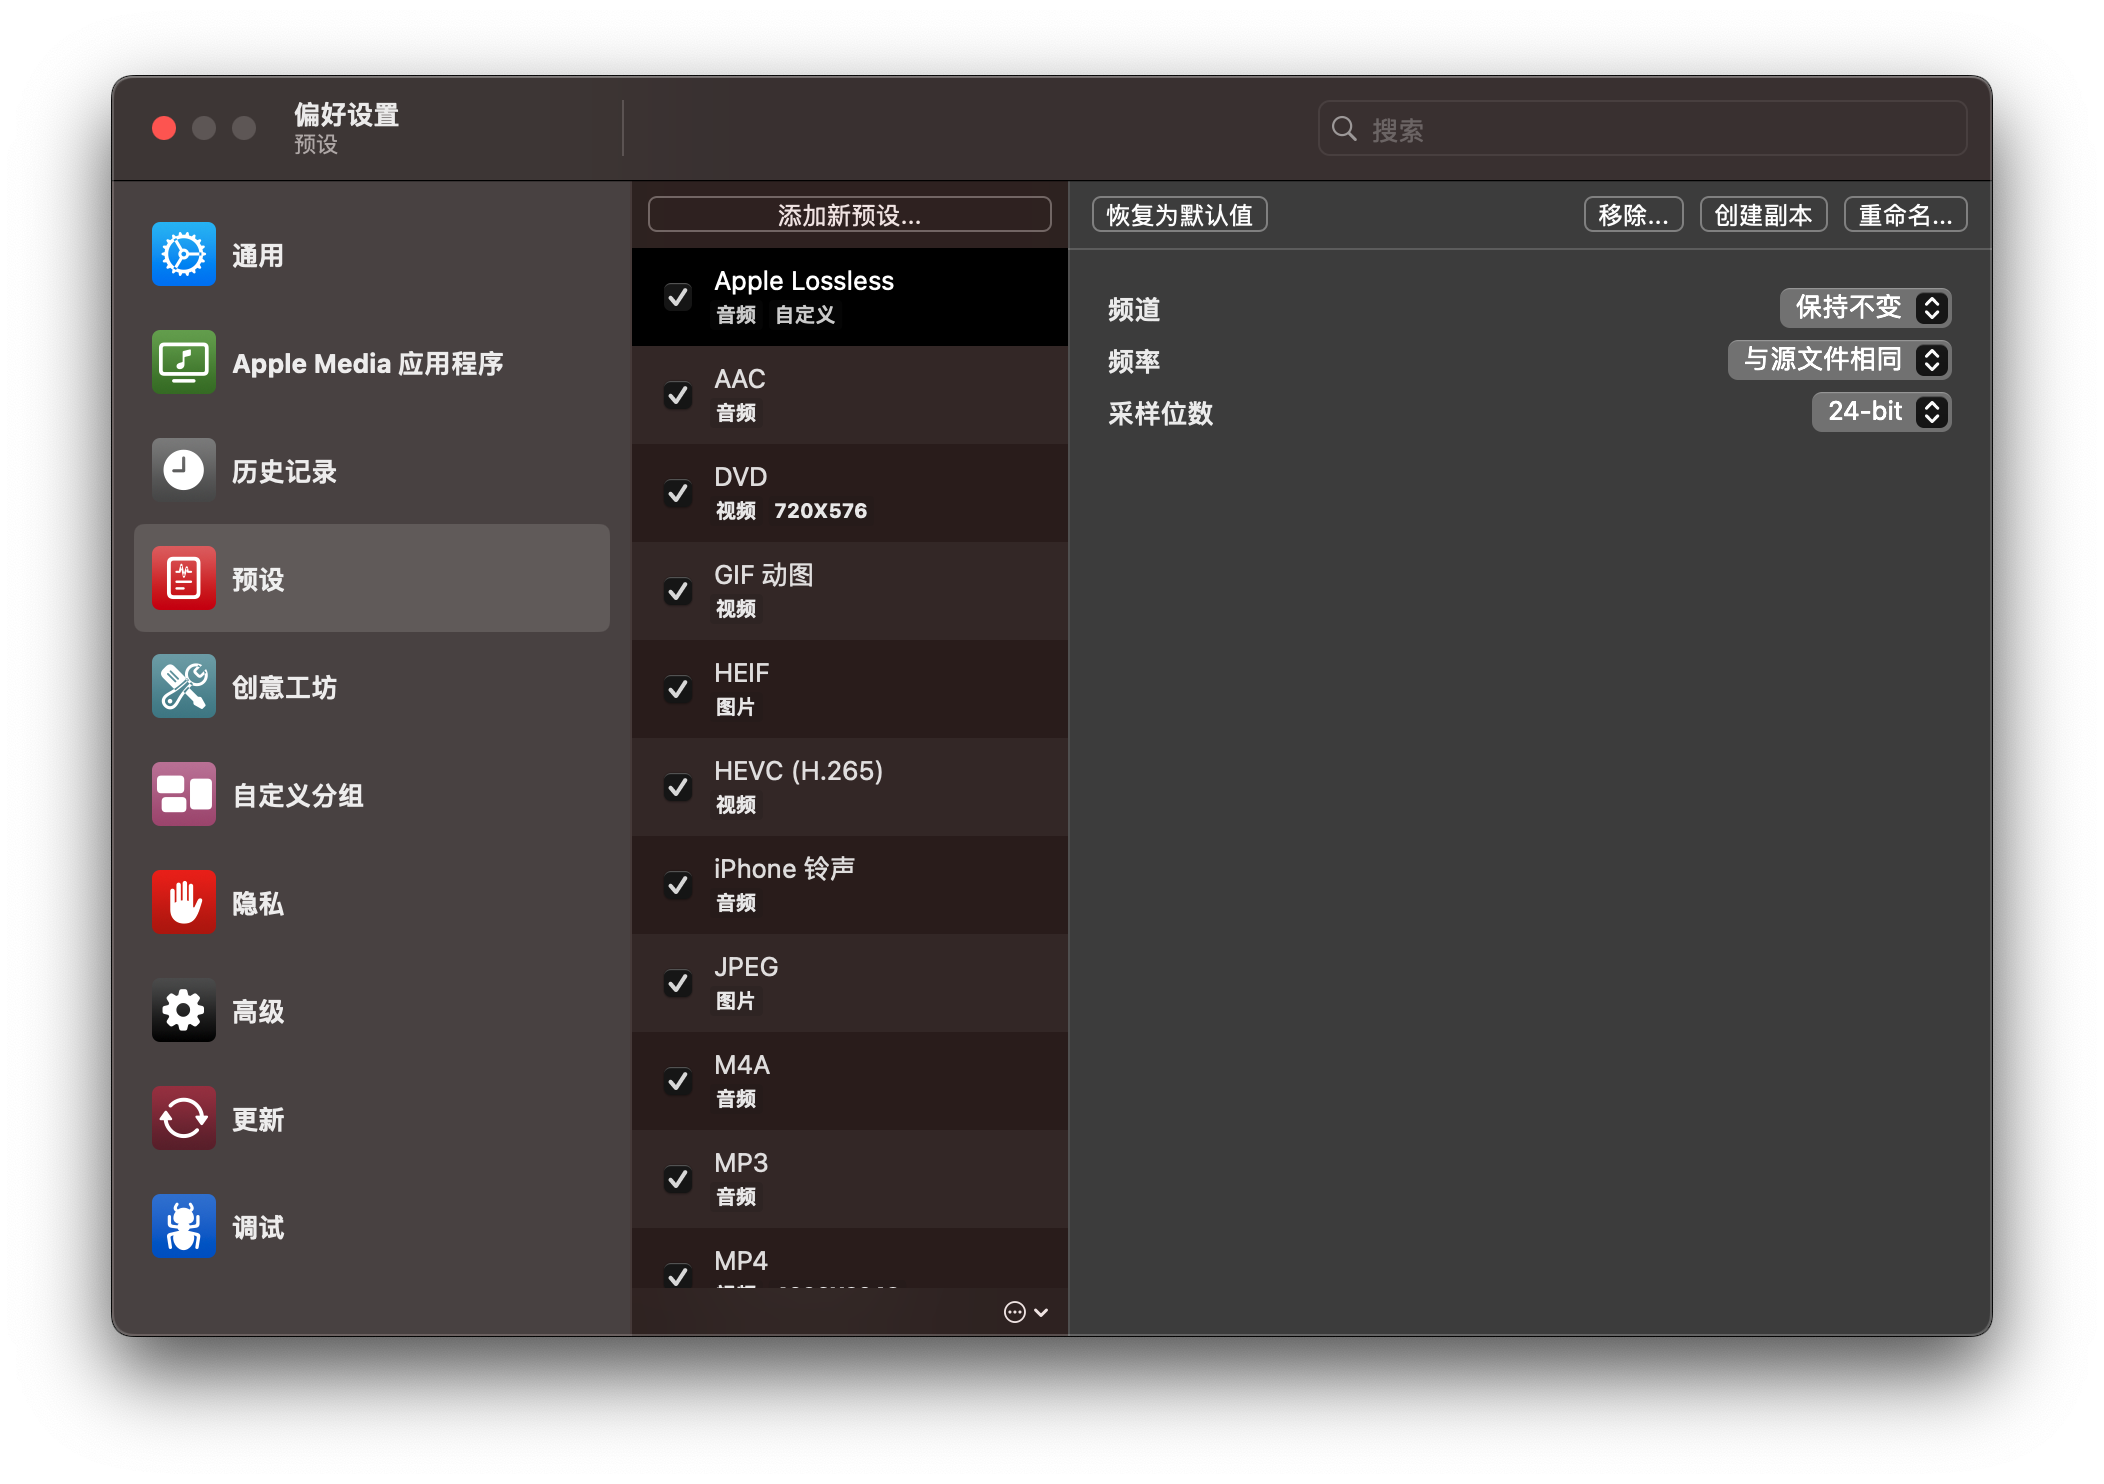 偏好设置
预设
搜索
通用
Apple Media 应用程序
历史记录
预设
创意工坊
自定义分组
隐私
高级
更新
调试
添加新预设...
Apple Lossless
音频 自定义
AAC
音频
DVD
视频 720X576
GIF 动图
视频
HEIF
图片
HEVC (H.265)
视频
iPhone 铃声
音频
JPEG
图片
M4A
音频
MP3
音频
MP4
恢复为默认值
移除...
创建副本
重命名...
频道
保持不变
频率
与源文件相同
采样位数
24-bit